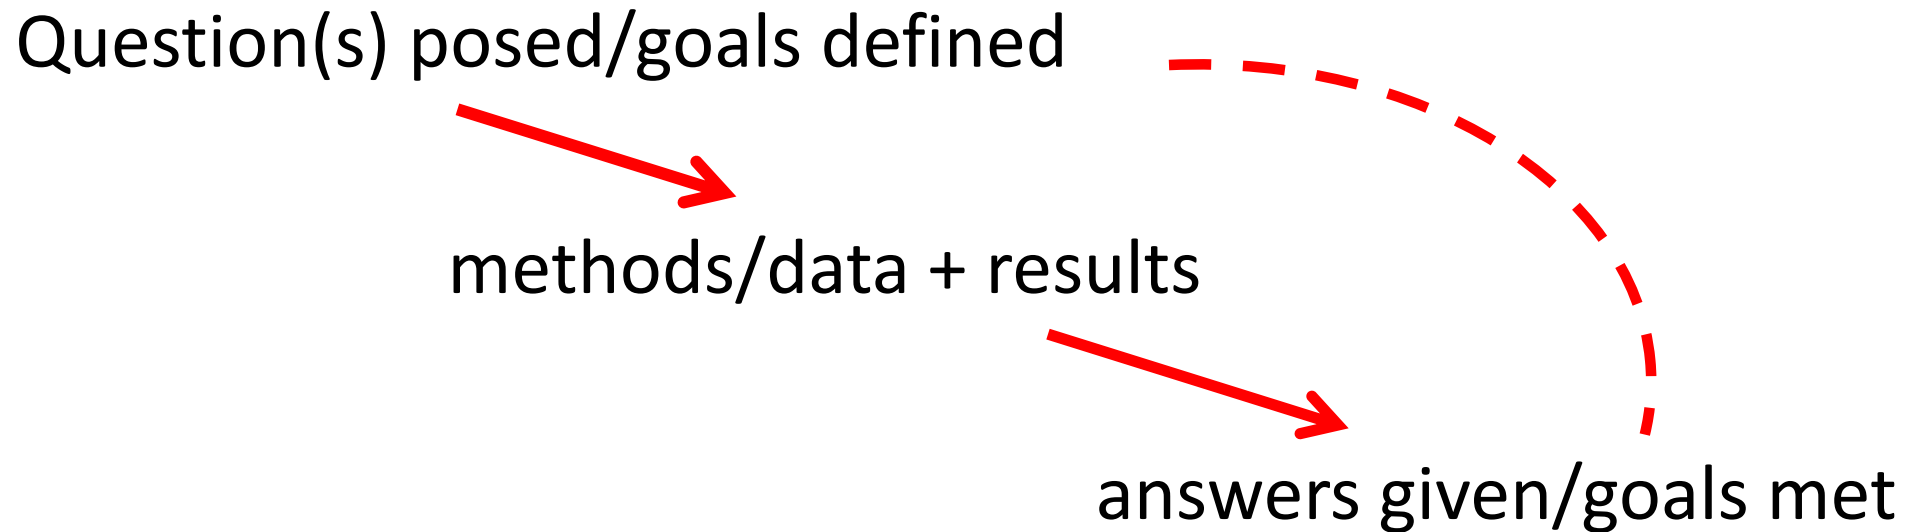 Question(s) posed/goals defined
methods/data + results
answers given/goals met